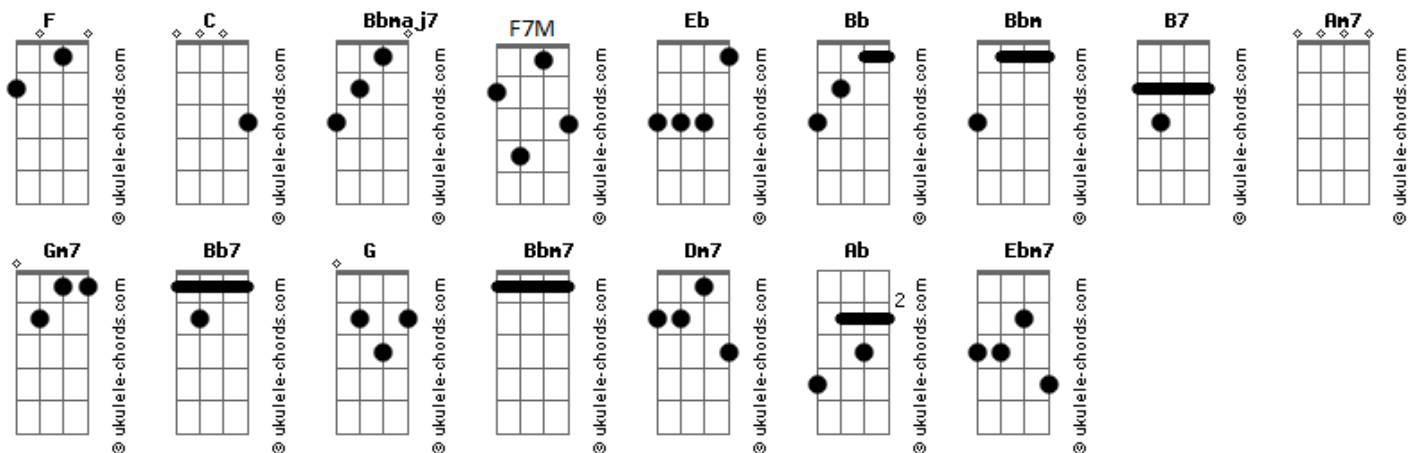 F C Bbmaj7 F7M Eb Bb Bbm B7 Am7
© ukulele-chords.com © ukulele-chords.com © ukulele-chords.com © ukulele-chords.com © ukulele-chords.com © ukulele-chords.com © ukulele-chords.com © ukulele-chords.com © ukulele-chords.com
Gm7 Bb7 G Bbm7 Dm7 Ab Ebm7
2
© ukulele-chords.com © ukulele-chords.com © ukulele-chords.com © ukulele-chords.com © ukulele-chords.com © ukulele-chords.com © ukulele-chords.com